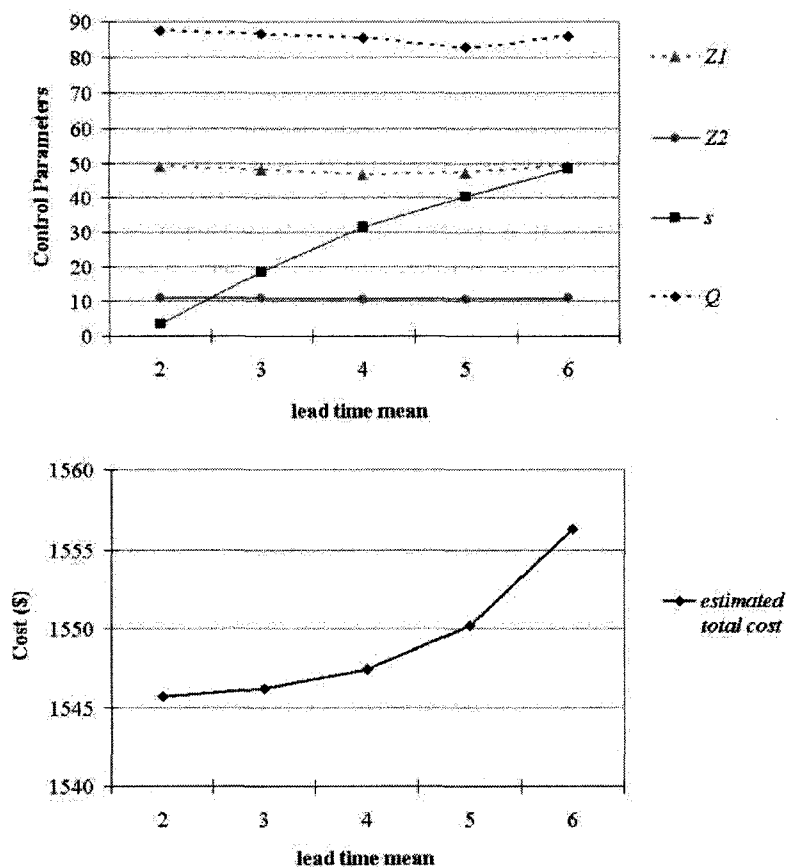 90
80
70
60
50
40
30
20
10
0
Control Parameters
2 3 4 5 6
lead time mean
Z1
Z2
s
Q
1560
1555
1550
1545
1540
Cost ($)
2 3 4 5 6
lead time mean
estimated
total cost